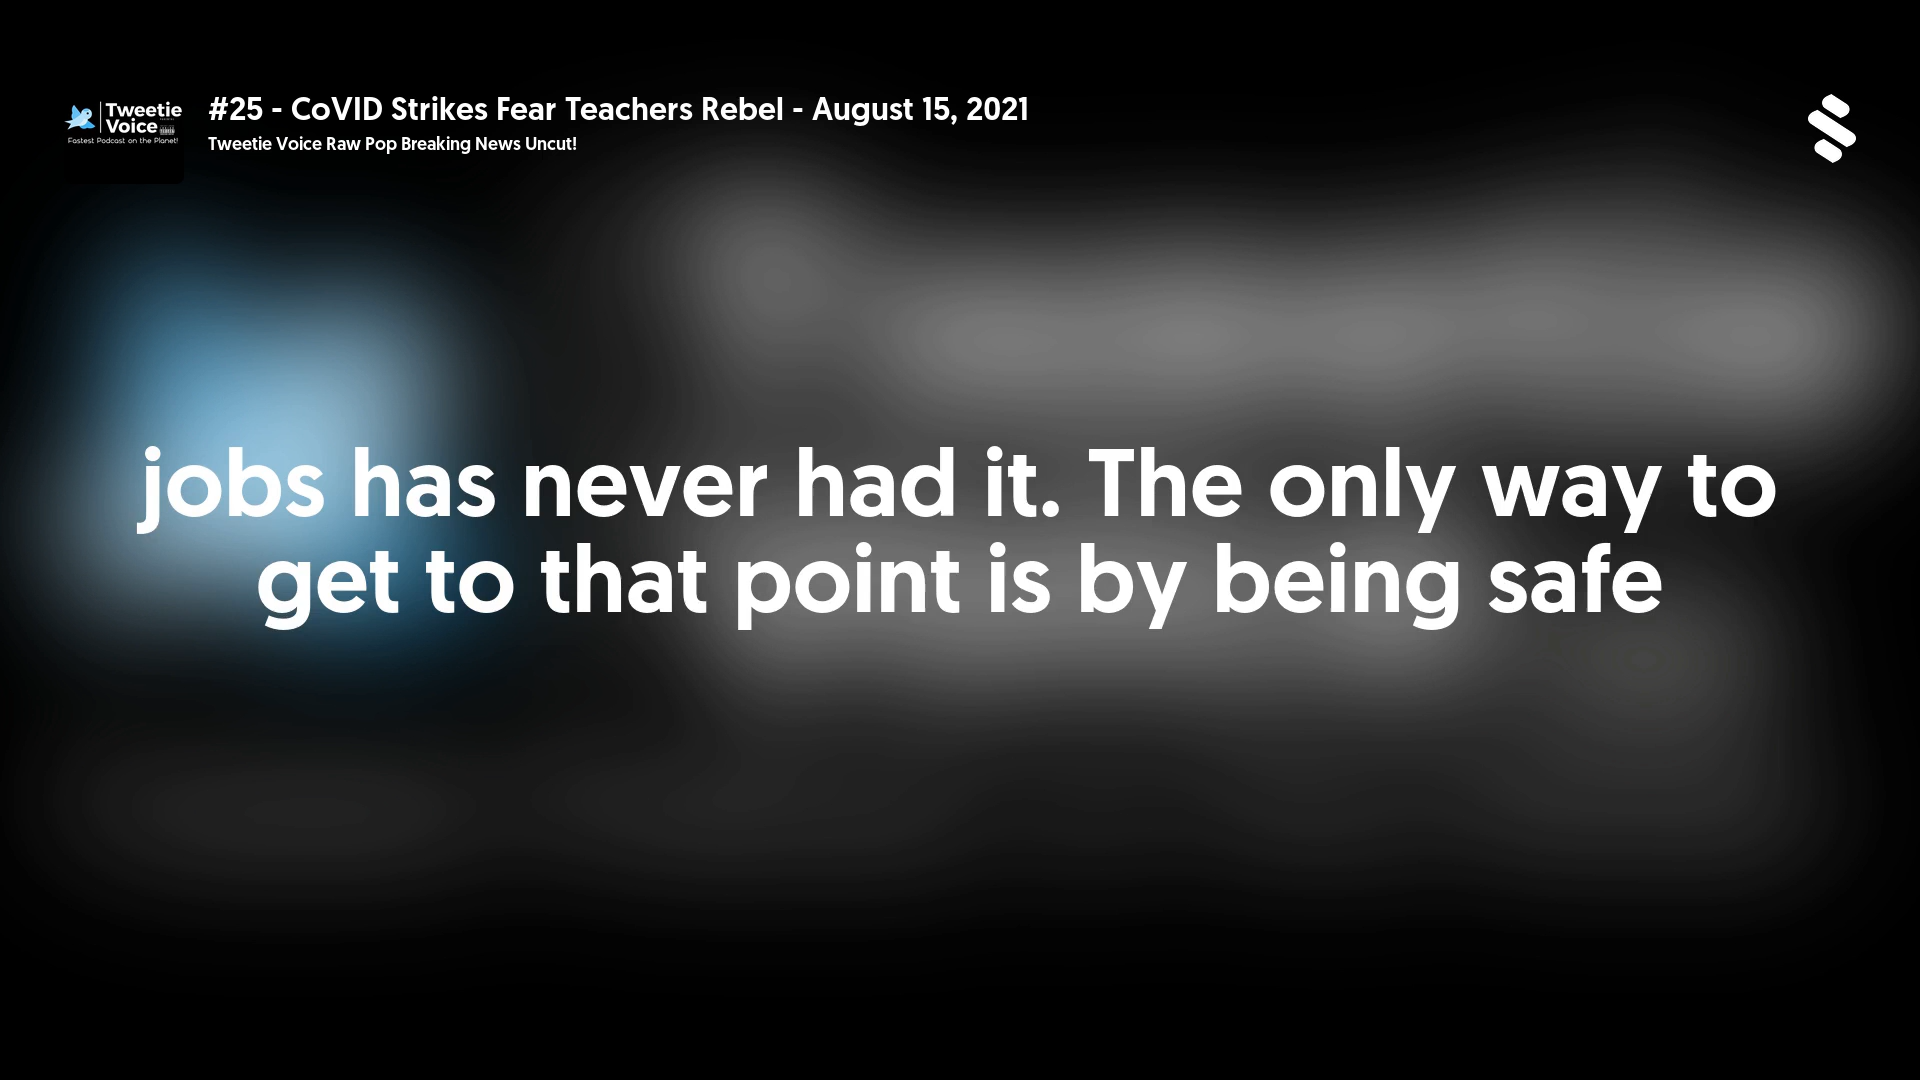 Tweetie
Voice
Fastest Podcast on the Planet!
#25 - CoVID Strikes Fear Teachers Rebel - August 15, 2021
Tweetie Voice Raw Pop Breaking News Uncut!
jobs has never had it. The only way to
get to that point is by being safe